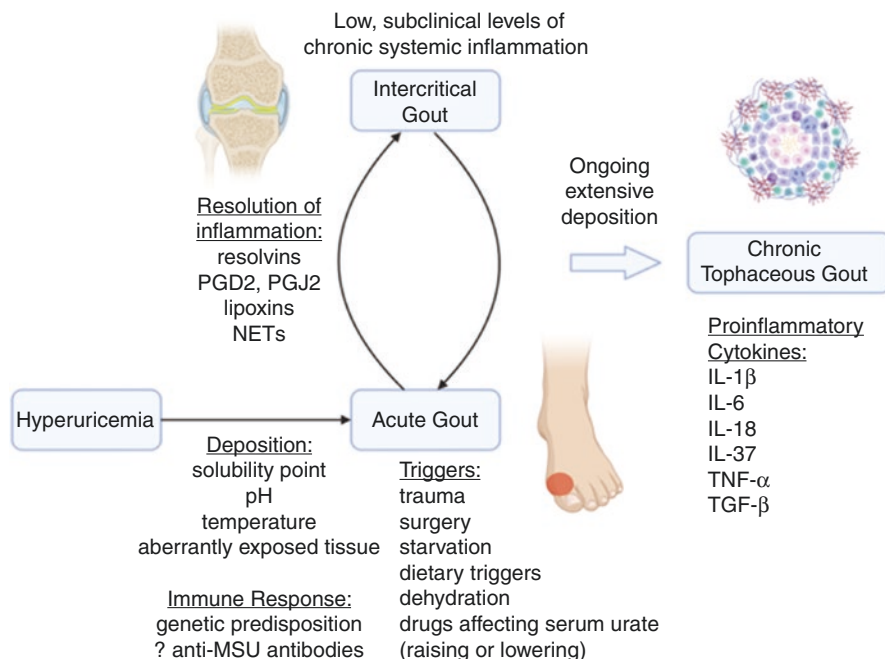 Low, subclinical levels of
chronic systemic inflammation
Intercritical
Gout
Resolution of
inflammation:
resolvins
PGD2, PGJ2
lipoxins
NETs
Ongoing
extensive
deposition
Chronic
Tophaceous Gout
Proinflammatory
Cytokines:
IL-1β
IL-6
IL-18
IL-37
TNF-α
TGF-β
Hyperuricemia
Acute Gout
Deposition:
solubility point
pH
temperature
aberrantly exposed tissue
Immune Response:
genetic predisposition
? anti-MSU antibodies
Triggers:
trauma
surgery
starvation
dietary triggers
dehydration
drugs affecting serum urate
(raising or lowering)